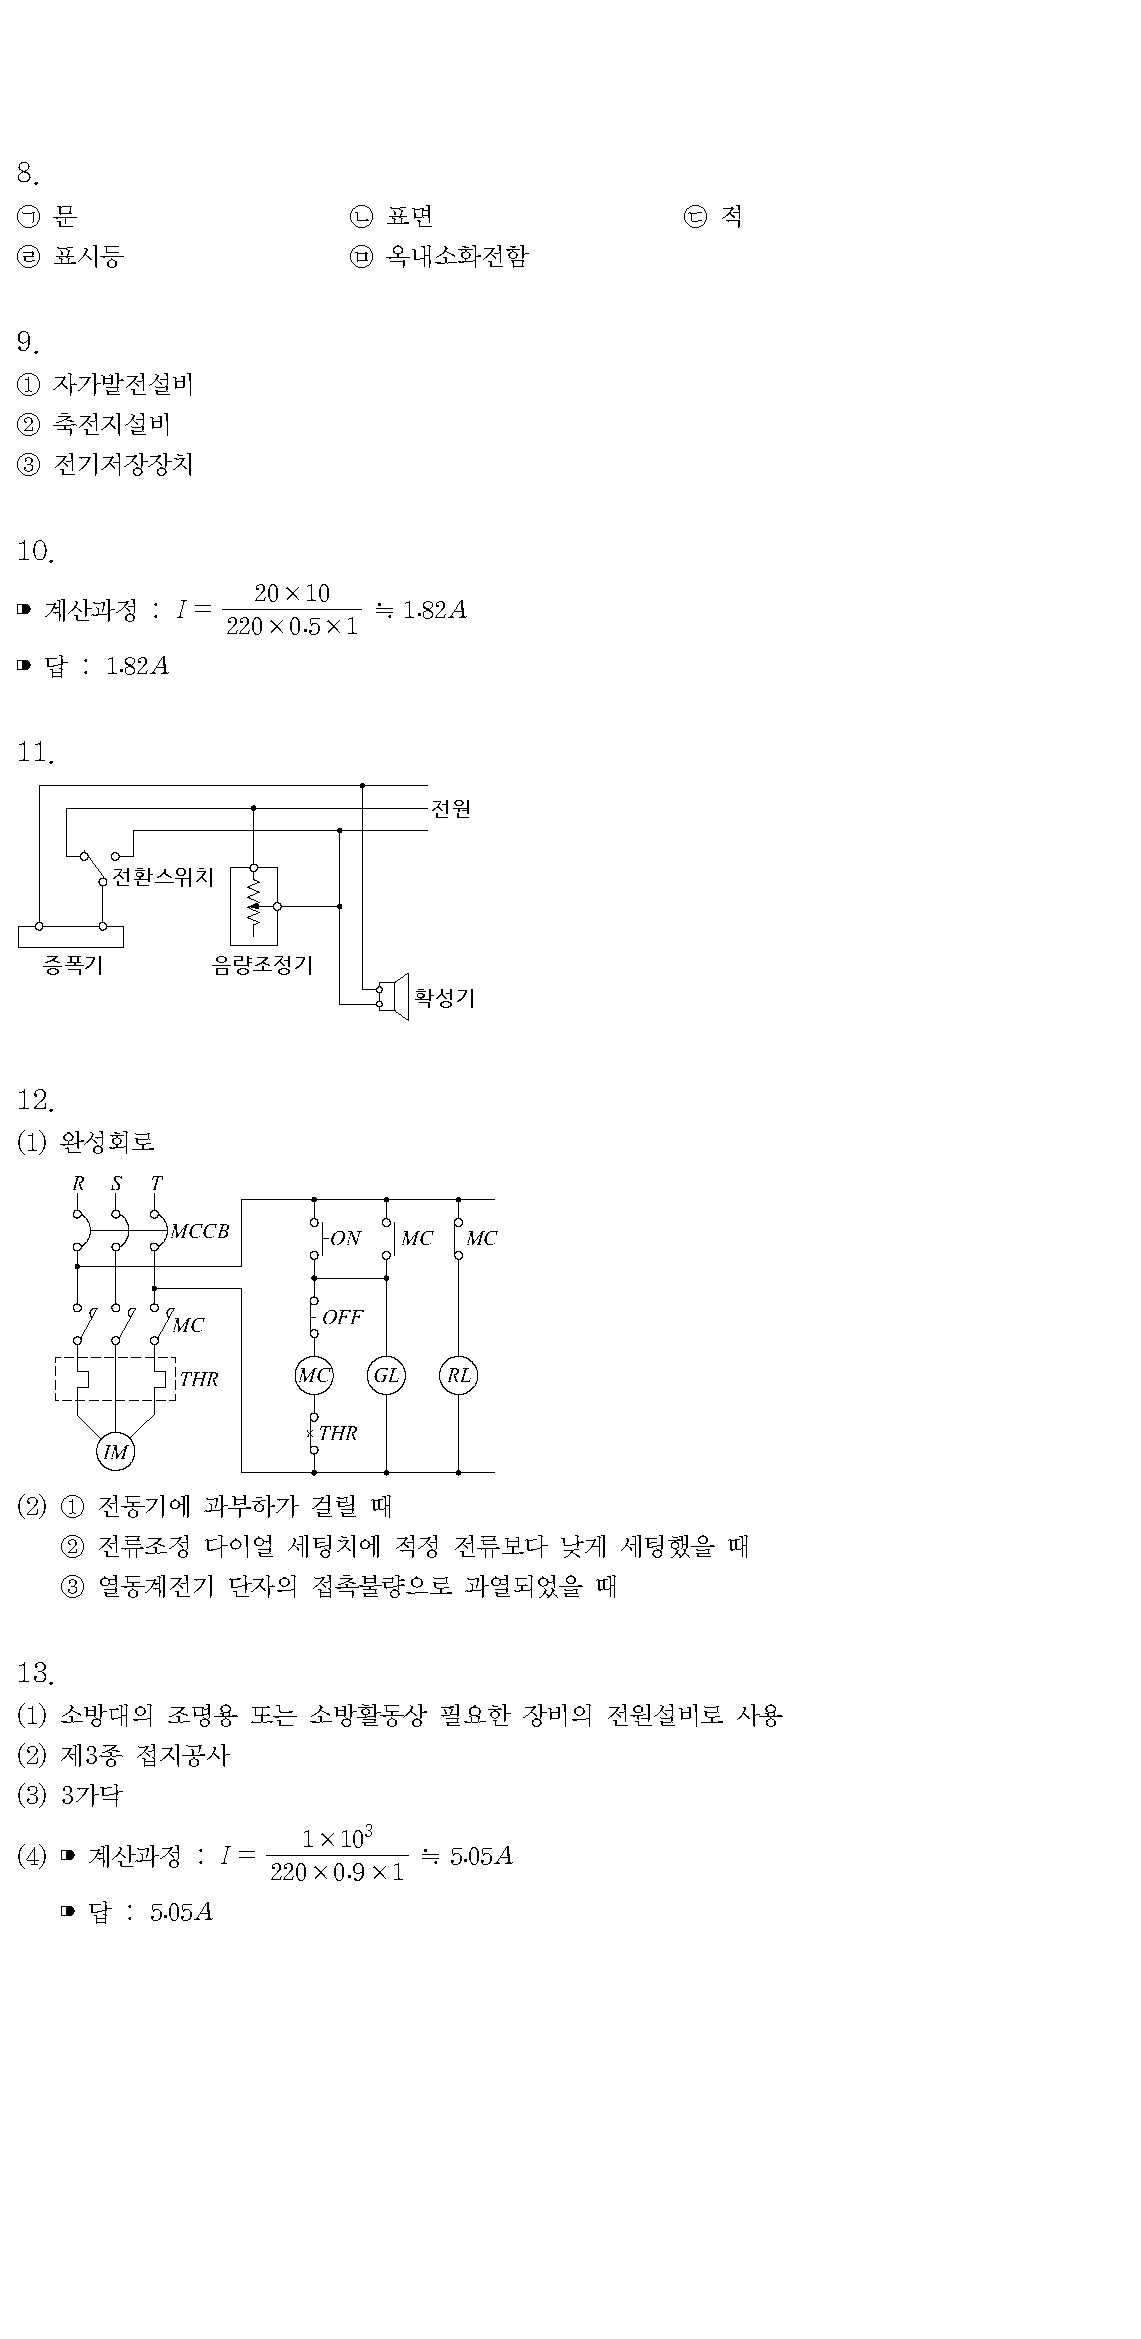 8.
㉠ 문 ㉡ 표면 ㉢ 적
㉣ 표시등 ㉤ 옥내소화전함
9.
① 자가발전설비
② 축전지설비
③ 전기저장장치
10.
➠ 계산과정 : I = (20×10)/(220×0.5×1) ≒ 1.82A
➠ 답 : 1.82A
11.
전원
전환스위치
증폭기 음량조정기
확성기
12.
(1) 완성회로
R S T
MCCB ON MC MC
OFF
MC
THR MC GL RL
THR
IM
(2) ① 전동기에 과부하가 걸릴 때
② 전류조정 다이얼 세팅치에 적정 전류보다 낮게 세팅했을 때
③ 열동계전기 단자의 접촉불량으로 과열되었을 때
13.
(1) 소방대의 조명용 또는 소방활동상 필요한 장비의 전원설비로 사용
(2) 제3종 접지공사
(3) 3가닥
(4) ➠ 계산과정 : I = (1×10³)/(220×0.9×1) ≒ 5.05A
➠ 답 : 5.05A